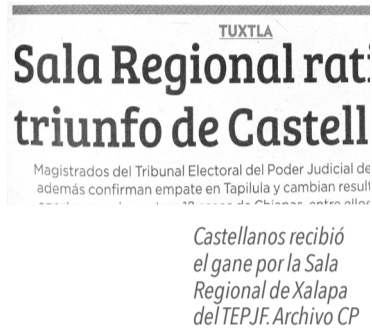 TUXTLA
Sala Regional rati
triunfo de Castell
Magistrados del Tribunal Electoral del Poder Judicial de
además confirman empate en Tapilula y cambian result
Castellanos recibió
el gane por la Sala
Regional de Xalapa
del TEPJF. Archivo CP